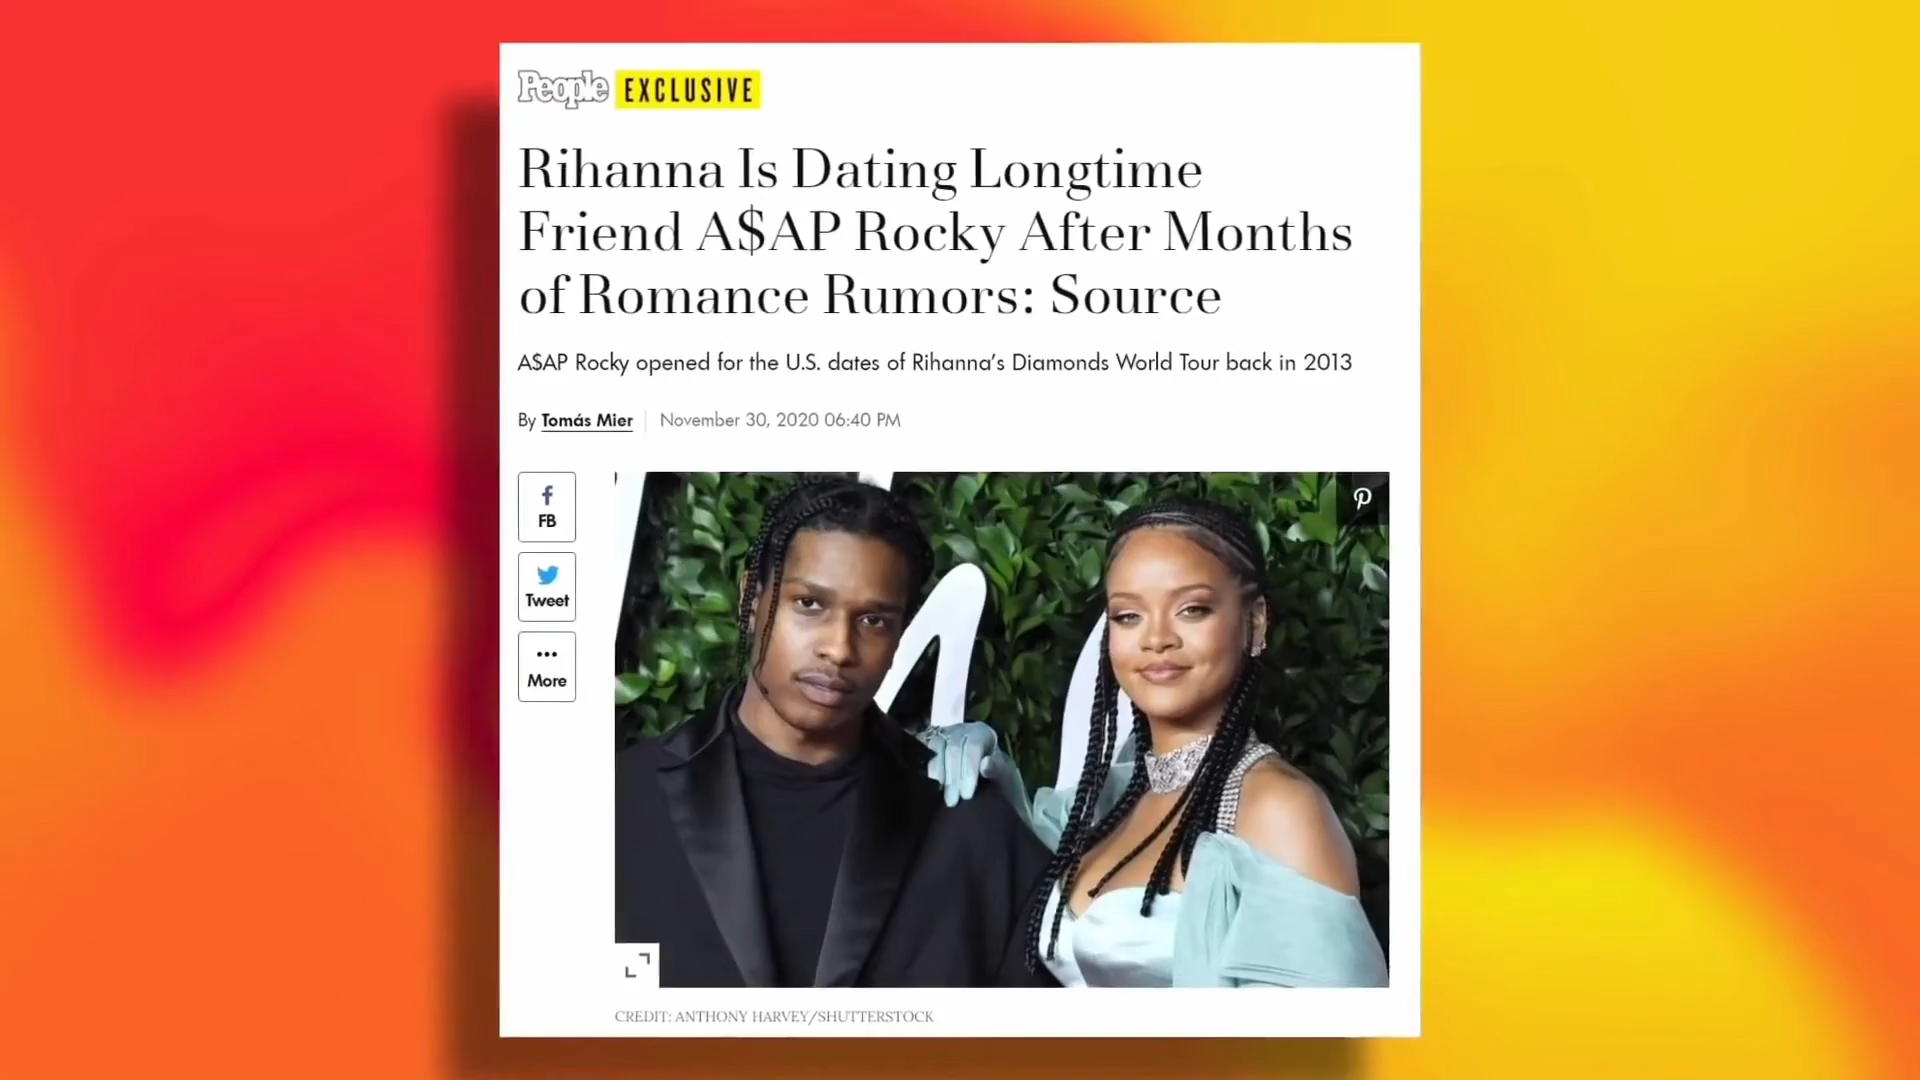 People EXCLUSIVE
Rihanna Is Dating Longtime
Friend A$AP Rocky After Months
of Romance Rumors: Source
A$AP Rocky opened for the U.S. dates of Rihanna's Diamonds World Tour back in 2013
By Tomás Mier November 30, 2020 06:40 PM
FB
Tweet
More
CREDIT: ANTHONY HARVEY/SHUTTERSTOCK